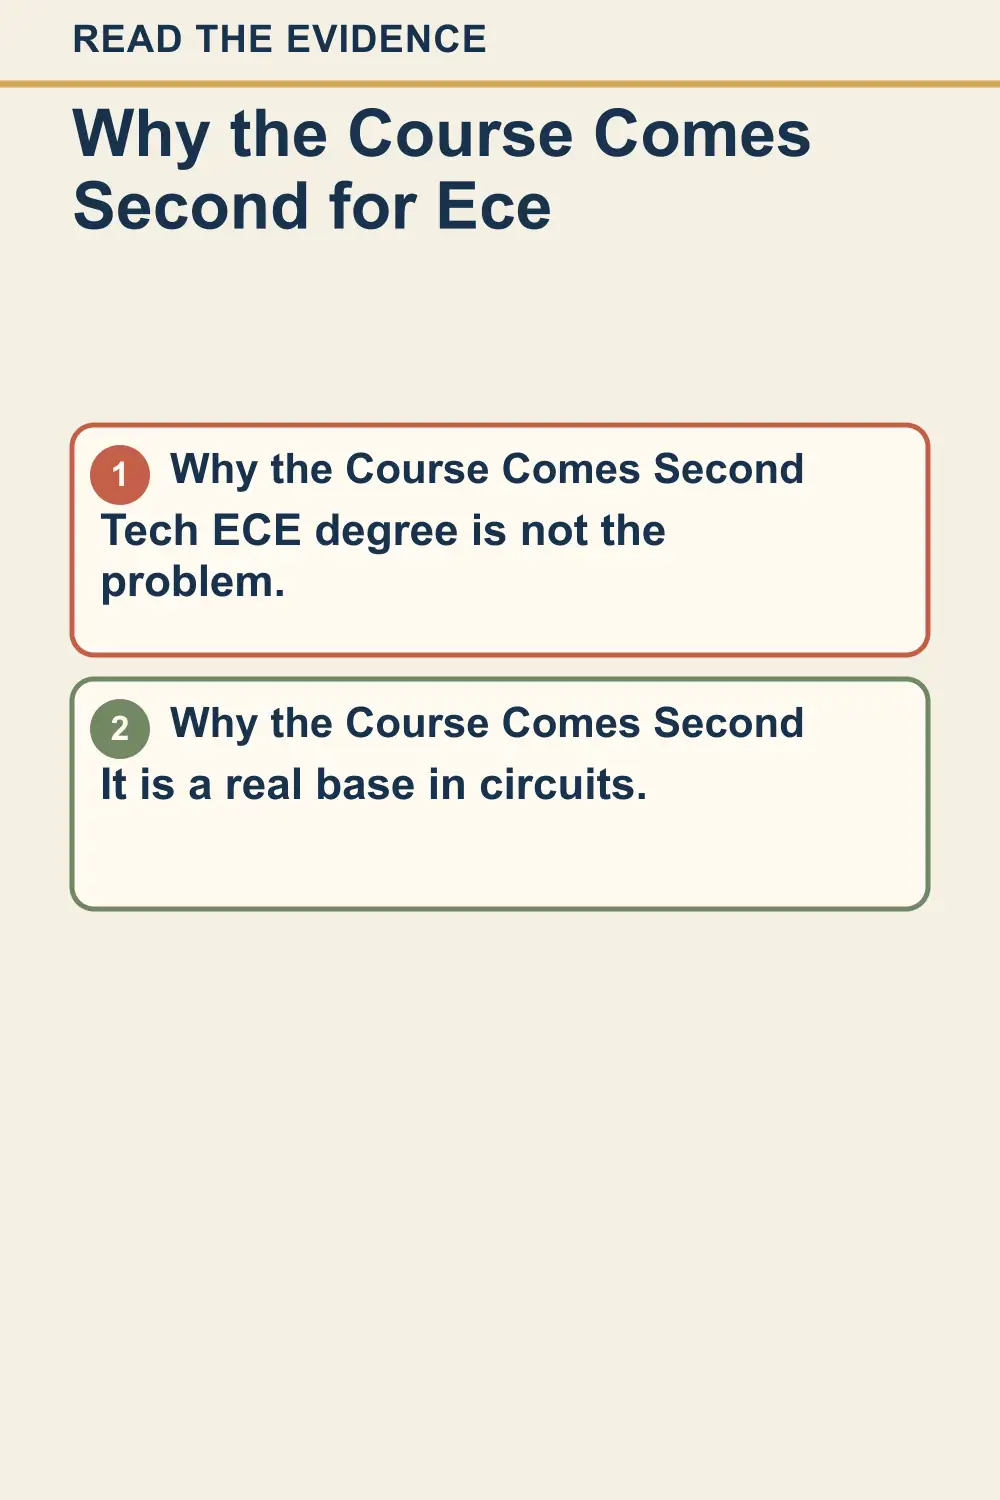 READ THE EVIDENCE
Why the Course Comes
Second for Ece
1 Why the Course Comes Second
Tech ECE degree is not the
problem.
2 Why the Course Comes Second
It is a real base in circuits.